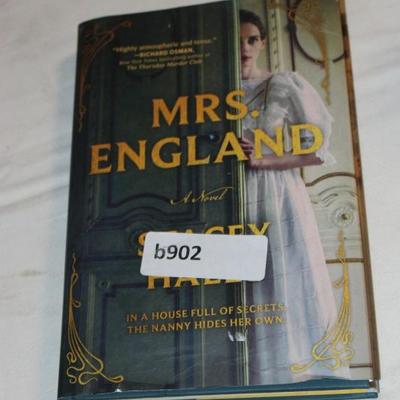 "Highly atmospheric and tense."
—RICHARD OSMAN,
New York Times bestselling author of
The Thursday Murder Club
MRS.
ENGLAND
A Novel
STACEY
b902
IN A HOUSE FULL OF SECRETS,
THE NANNY HIDES HER OWN.